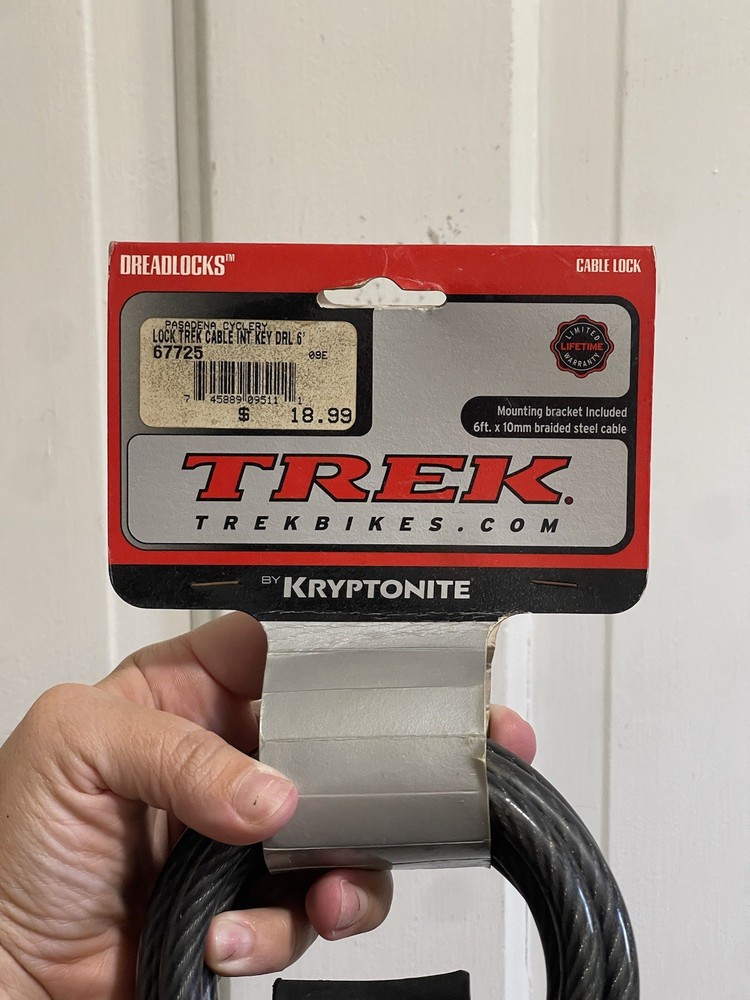 DREADLOCKS™
CABLE LOCK
PASADENA CYCLERY
LOCK TREK CABLE INT KEY DRL 6'
67725
09E
7 45889 09511 1
$ 18.99
LIMITED
LIFETIME
WARRANTY
Mounting bracket Included
6ft. x 10mm braided steel cable
TREK.
TREKBIKES.COM
BY KRYPTONITE